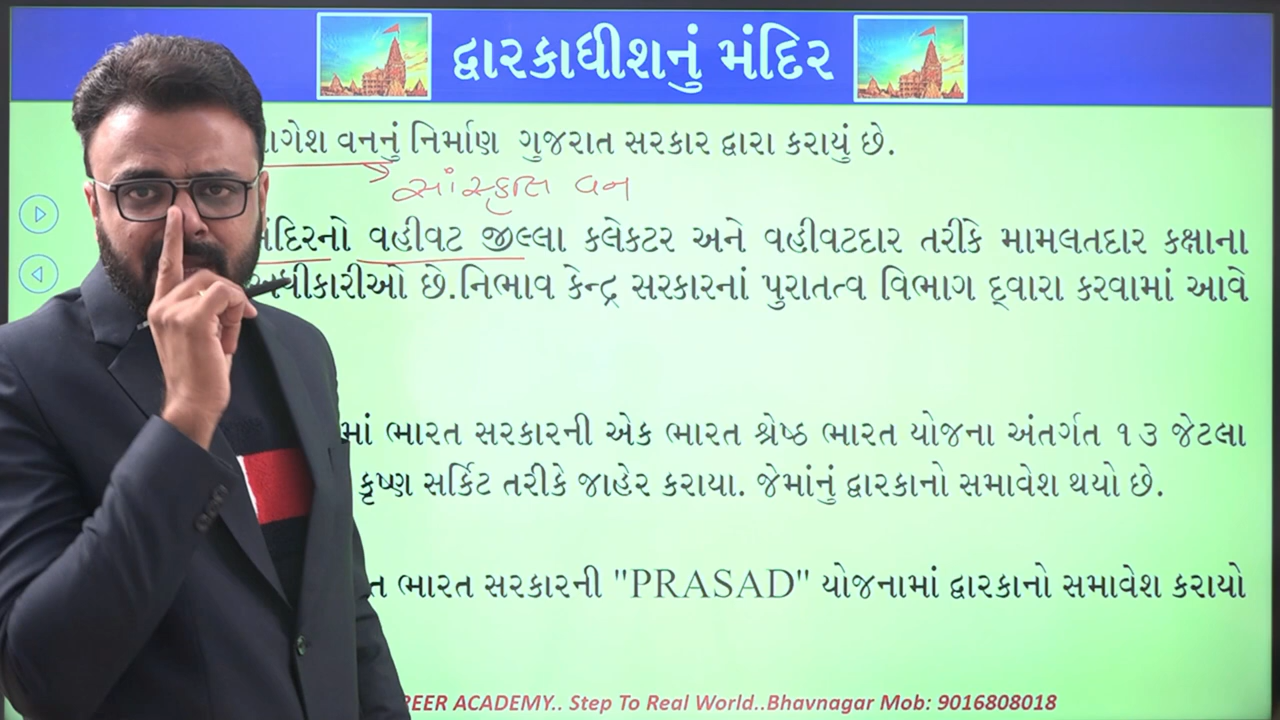 દ્વારકાધીશનું મંદિર
વનનું નિર્માણ ગુજરાત સરકાર દ્વારા કરાયું છે.
વન
મંદિરનો વહીવટ જીલ્લા કલેકટર અને વહીવટદાર તરીકે મામલતદાર કક્ષાના
છે.નિભાવ કેન્દ્ર સરકારનાં પુરાતત્વ વિભાગ દ્વારા કરવામાં આવે
માં ભારત સરકારની એક ભારત શ્રેષ્ઠ ભારત યોજના અંતર્ગત ૧૩ જેટલા
કૃષ્ણ સર્કિટ તરીકે જાહેર કરાયા. જેમાંનું દ્વારકાનો સમાવેશ થયો છે.
ભારત સરકારની "PRASAD" યોજનામાં દ્વારકાનો સમાવેશ કરાયો
ACADEMY.. Step To Real World..Bhavnagar Mob: 9016808018